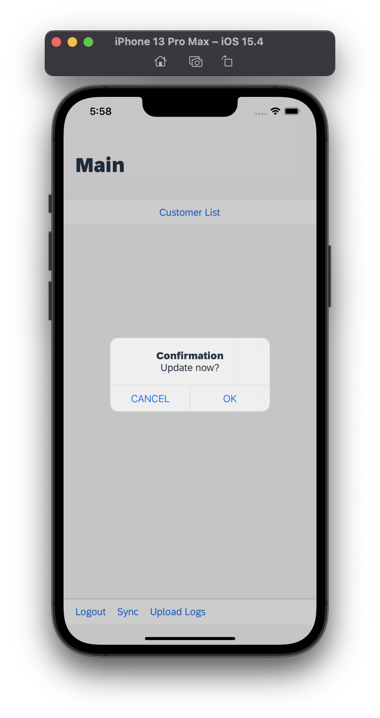 iPhone 13 Pro Max – iOS 15.4
5:58
Main
Customer List
Confirmation
Update now?
CANCEL OK
Logout Sync Upload Logs